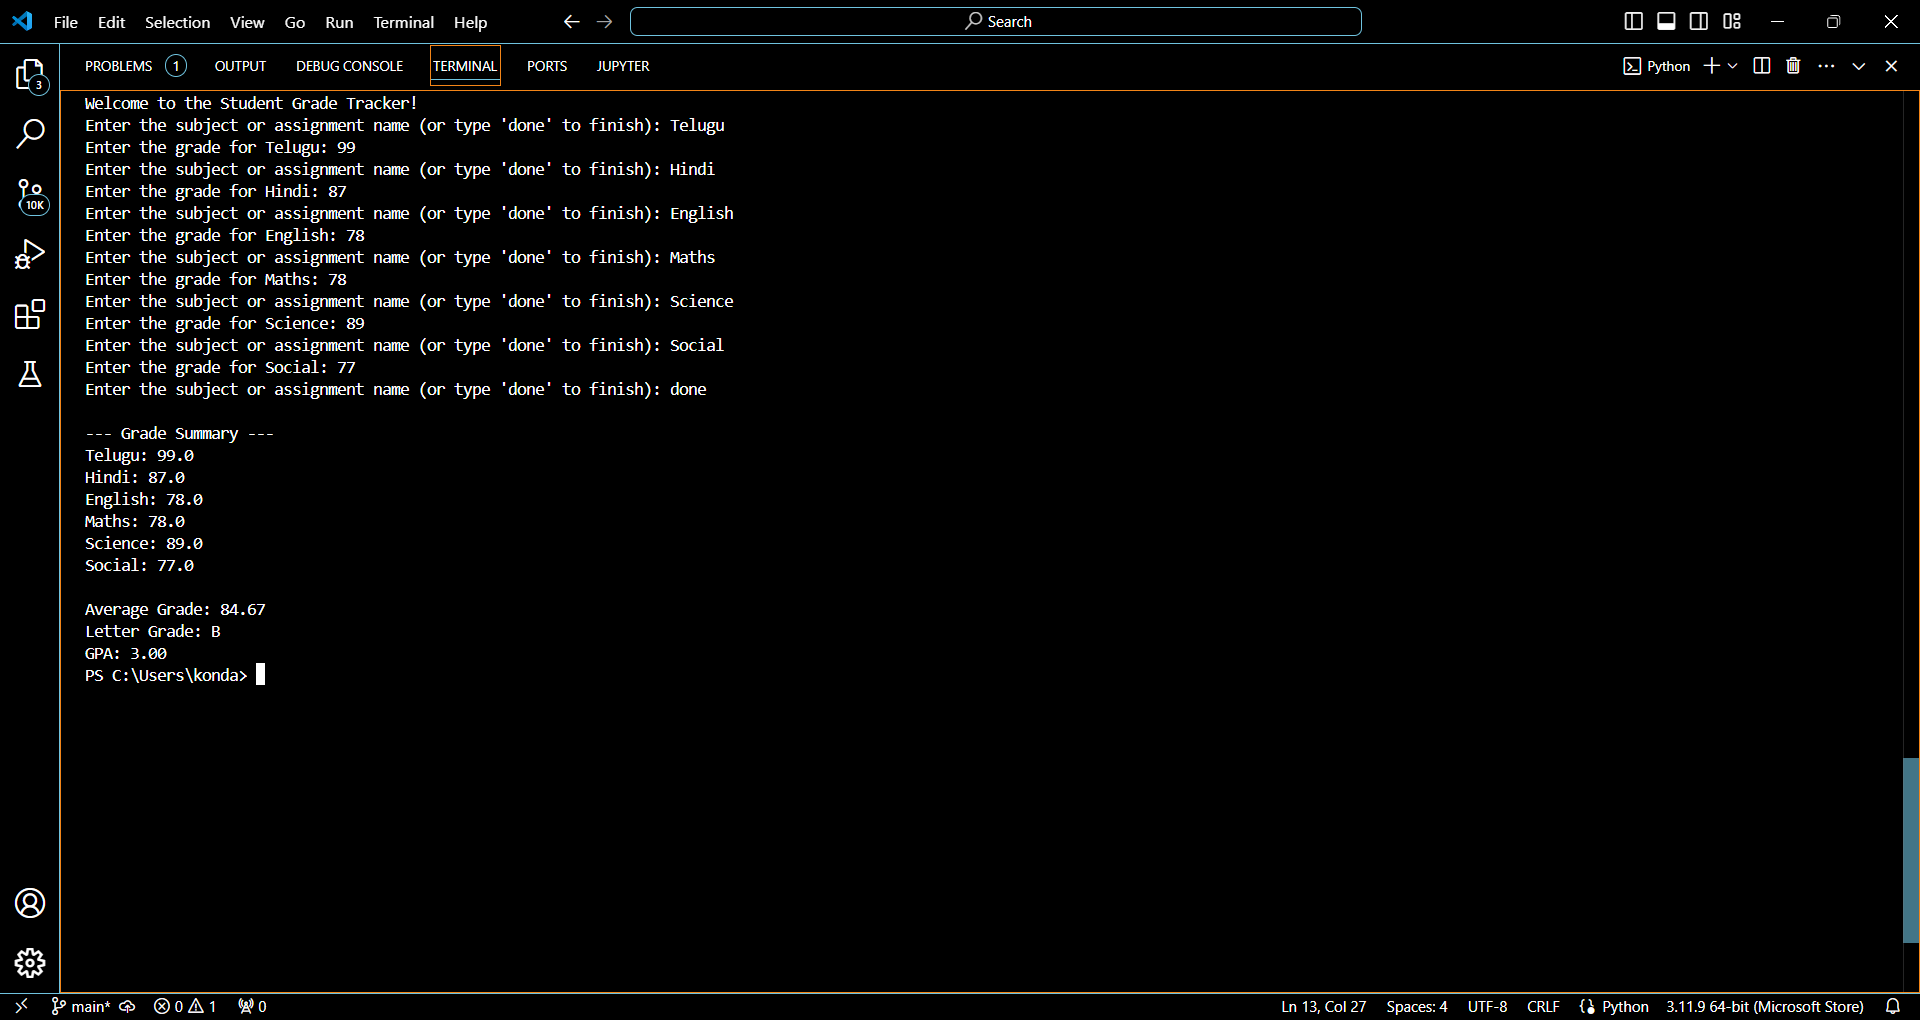 File Edit Selection View Go Run Terminal Help Search
PROBLEMS 1 OUTPUT DEBUG CONSOLE TERMINAL PORTS JUPYTER Python
3
10K
Welcome to the Student Grade Tracker!
Enter the subject or assignment name (or type 'done' to finish): Telugu
Enter the grade for Telugu: 99
Enter the subject or assignment name (or type 'done' to finish): Hindi
Enter the grade for Hindi: 87
Enter the subject or assignment name (or type 'done' to finish): English
Enter the grade for English: 78
Enter the subject or assignment name (or type 'done' to finish): Maths
Enter the grade for Maths: 78
Enter the subject or assignment name (or type 'done' to finish): Science
Enter the grade for Science: 89
Enter the subject or assignment name (or type 'done' to finish): Social
Enter the grade for Social: 77
Enter the subject or assignment name (or type 'done' to finish): done
--- Grade Summary ---
Telugu: 99.0
Hindi: 87.0
English: 78.0
Maths: 78.0
Science: 89.0
Social: 77.0
Average Grade: 84.67
Letter Grade: B
GPA: 3.00
PS C:\Users\konda>
main* 0 1 0 Ln 13, Col 27 Spaces: 4 UTF-8 CRLF Python 3.11.9 64-bit (Microsoft Store)